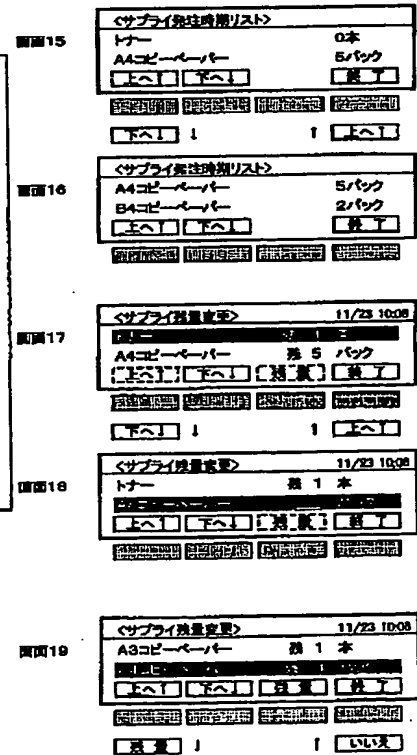 画面15
<サプライ発注時期リスト>
トナー 0本
A4コピーペーパー 5パック
上へ↑ 下へ↓ 終了
下へ↓ ↓ ↑ 上へ↑
画面16
<サプライ発注時期リスト>
A4コピーペーパー 5パック
B4コピーペーパー 2パック
上へ↑ 下へ↓ 終了
画面17
<サプライ残量変更> 11/23 10:08
A4コピーペーパー 残 5 パック
上へ↑ 下へ↓ 残量 終了
下へ↓ ↓ ↑ 上へ↑
画面18
<サプライ残量変更> 11/23 10:08
トナー 残 1 本
上へ↑ 下へ↓ 残量 終了
画面19
<サプライ残量変更> 11/23 10:08
A3コピーペーパー 残 1 本
上へ↑ 下へ↓ 残量 終了
残量 ↓ ↑ いいえ